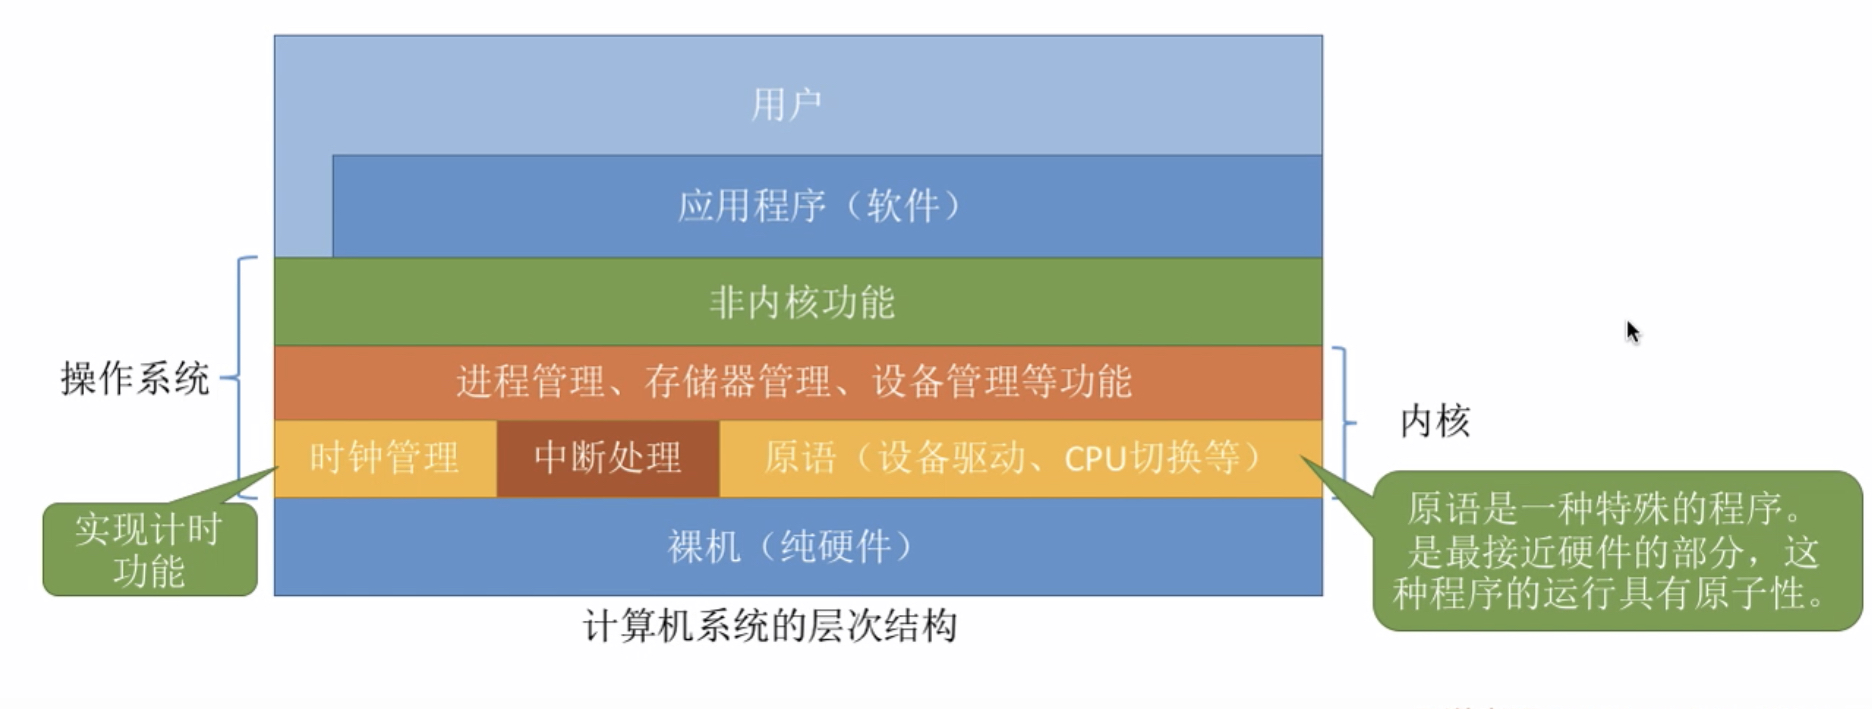 用户
应用程序（软件）
非内核功能
操作系统
进程管理、存储器管理、设备管理等功能
内核
时钟管理
中断处理
原语（设备驱动、CPU切换等）
实现计时
功能
原语是一种特殊的程序。
是最接近硬件的部分，这
种程序的运行具有原子性。
裸机（纯硬件）
计算机系统的层次结构